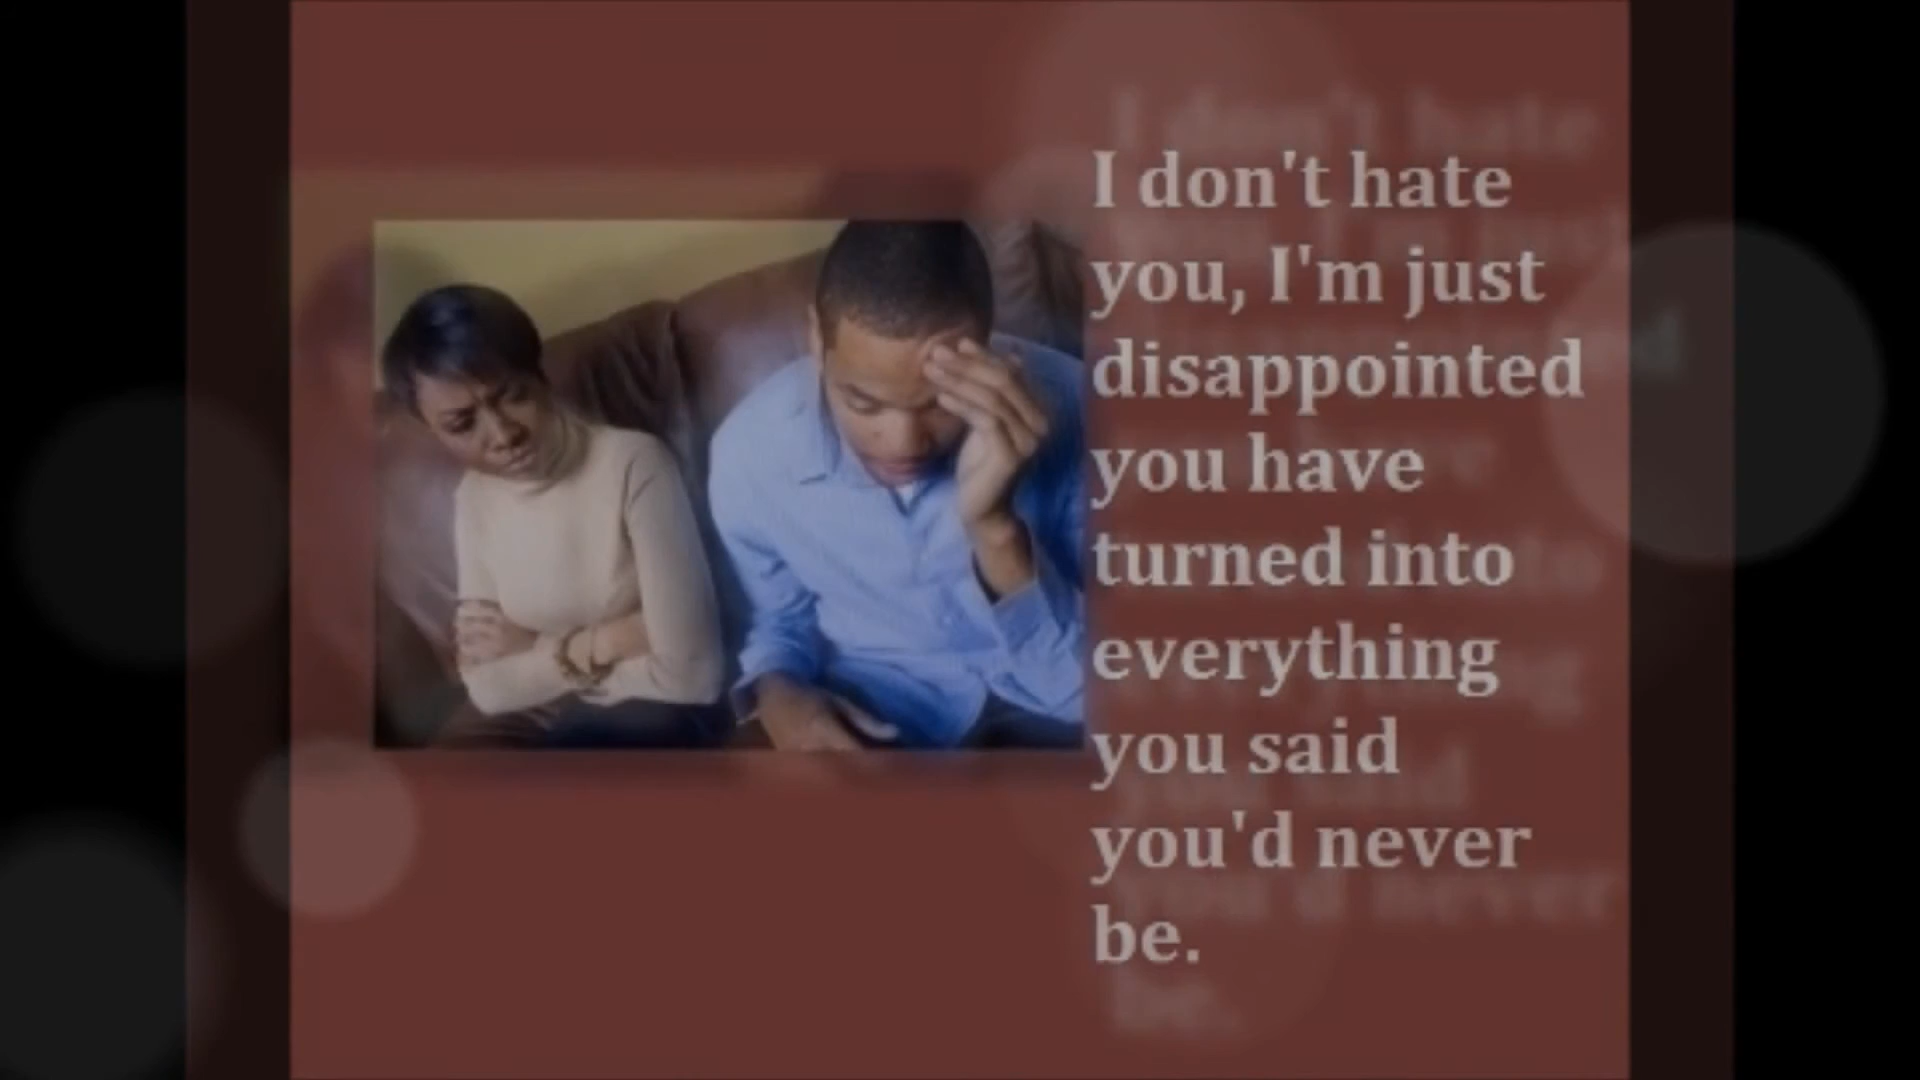 I don't hate
you, I'm just
disappointed
you have
turned into
everything
you said
you'd never
be.